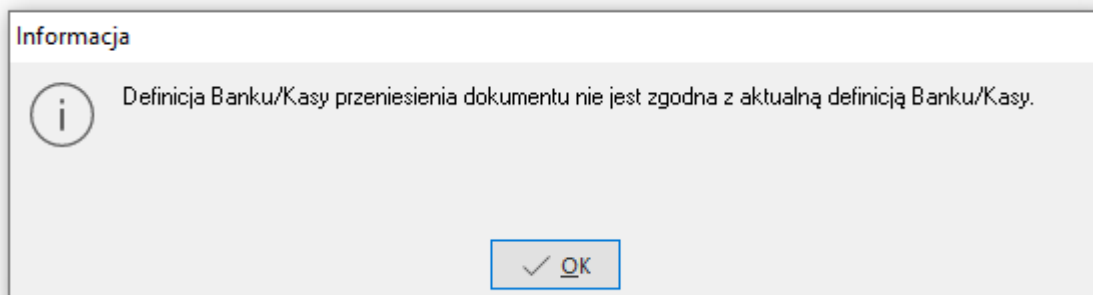 Informacja
Definicja Banku/Kasy przeniesienia dokumentu nie jest zgodna z aktualną definicją Banku/Kasy.
OK